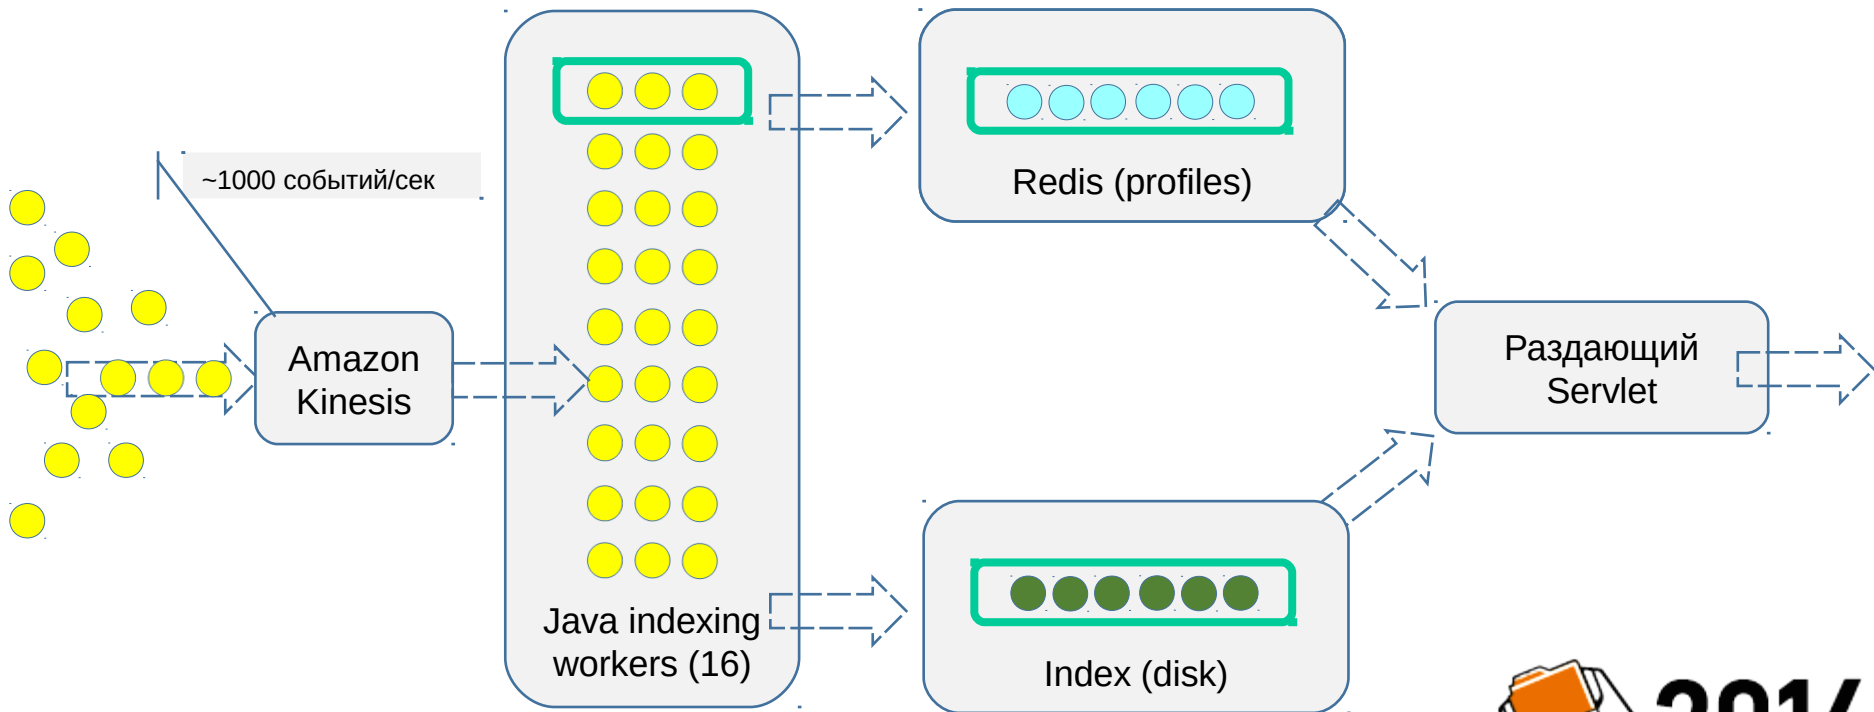 ~1000 событий/сек
Amazon
Kinesis
Java indexing
workers (16)
Redis (profiles)
Index (disk)
Раздающий
Servlet